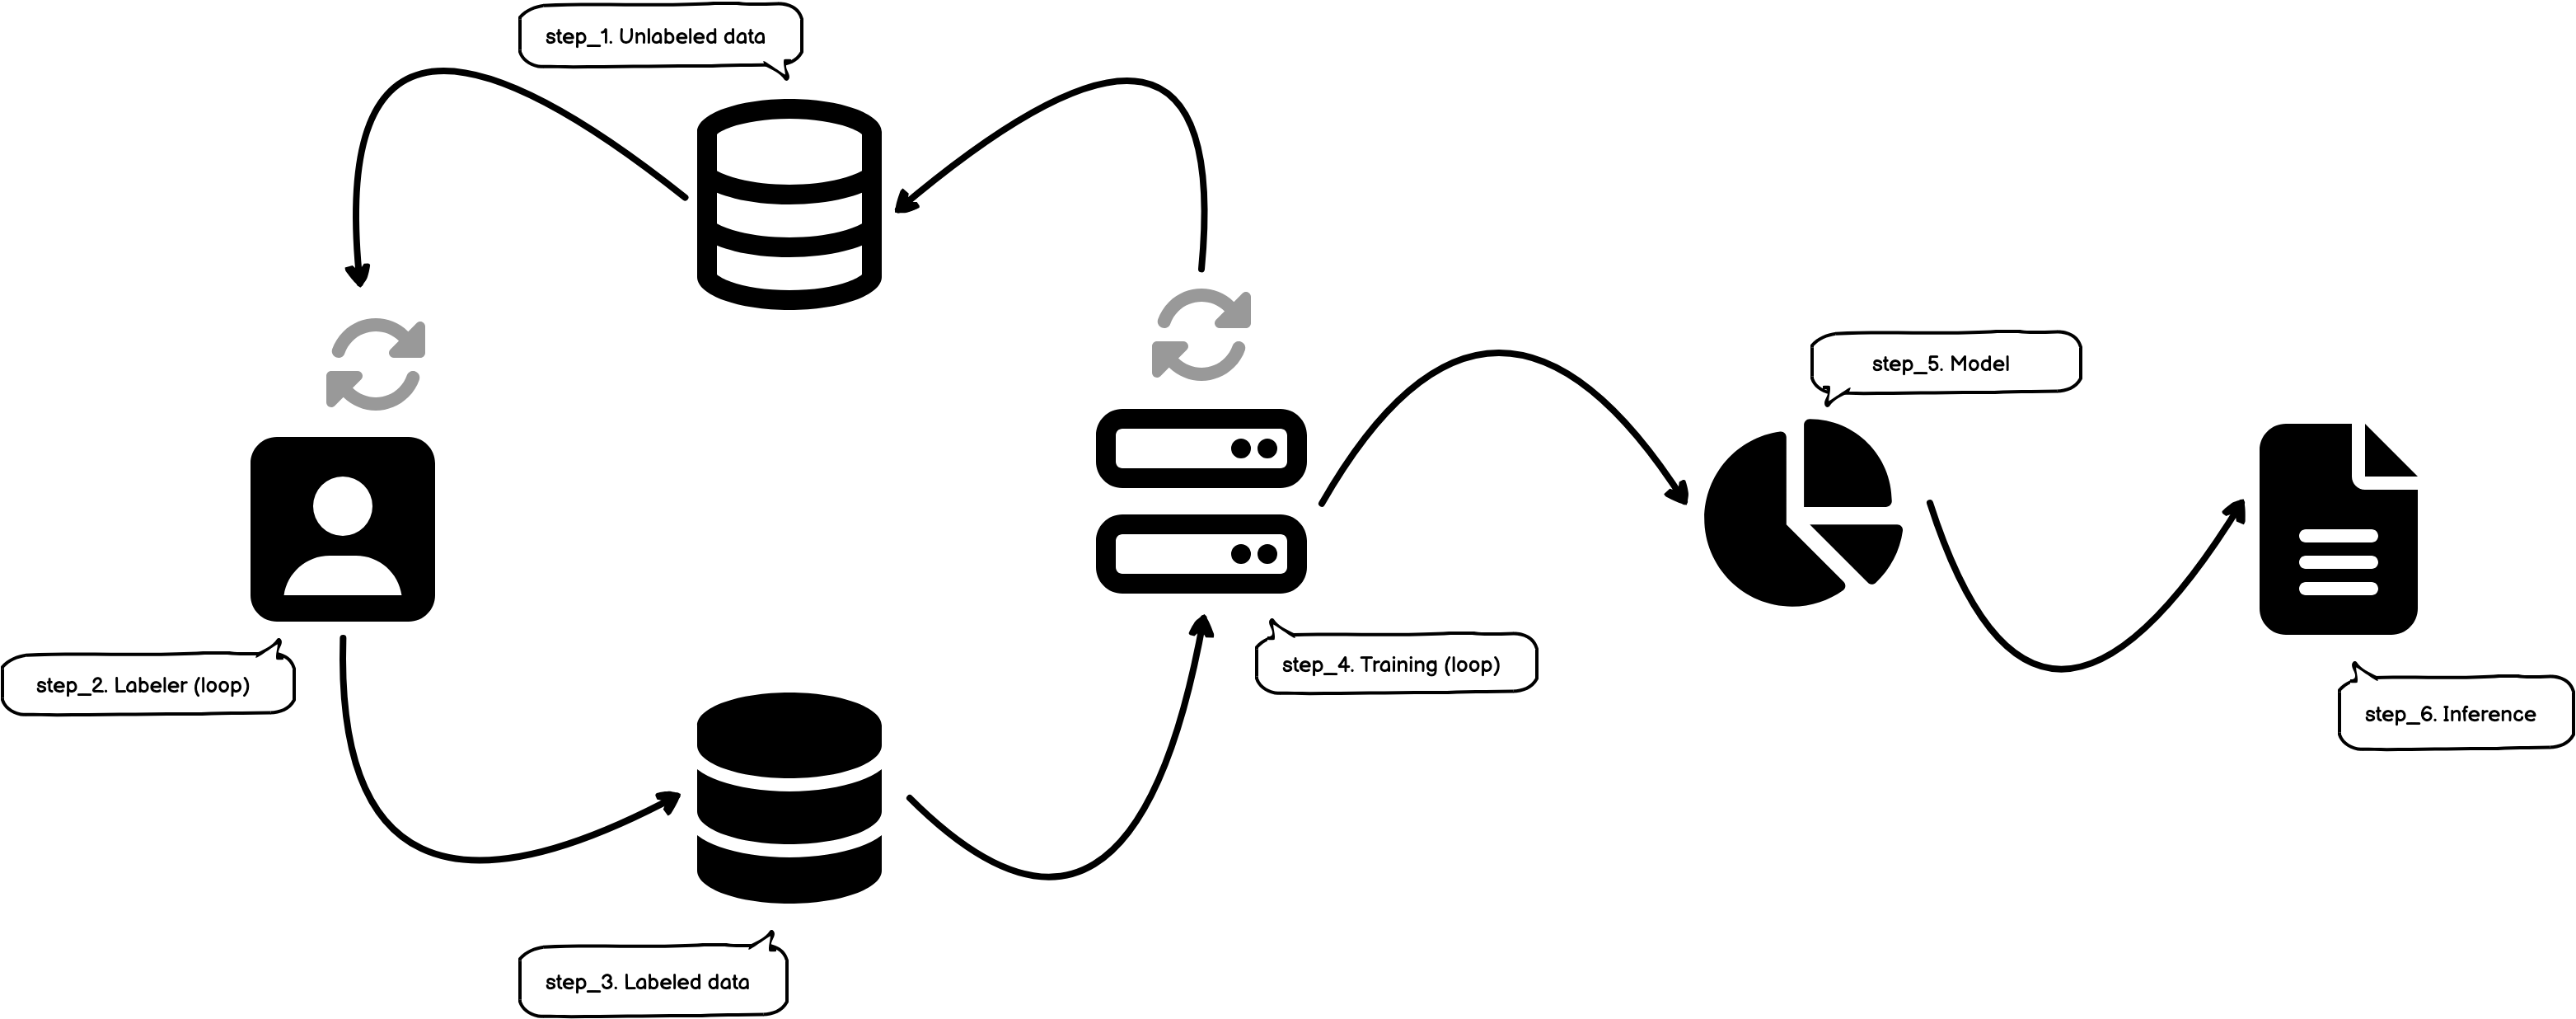 step_1. Unlabeled data
step_2. Labeler (loop)
step_3. Labeled data
step_4. Training (loop)
step_5. Model
step_6. Inference